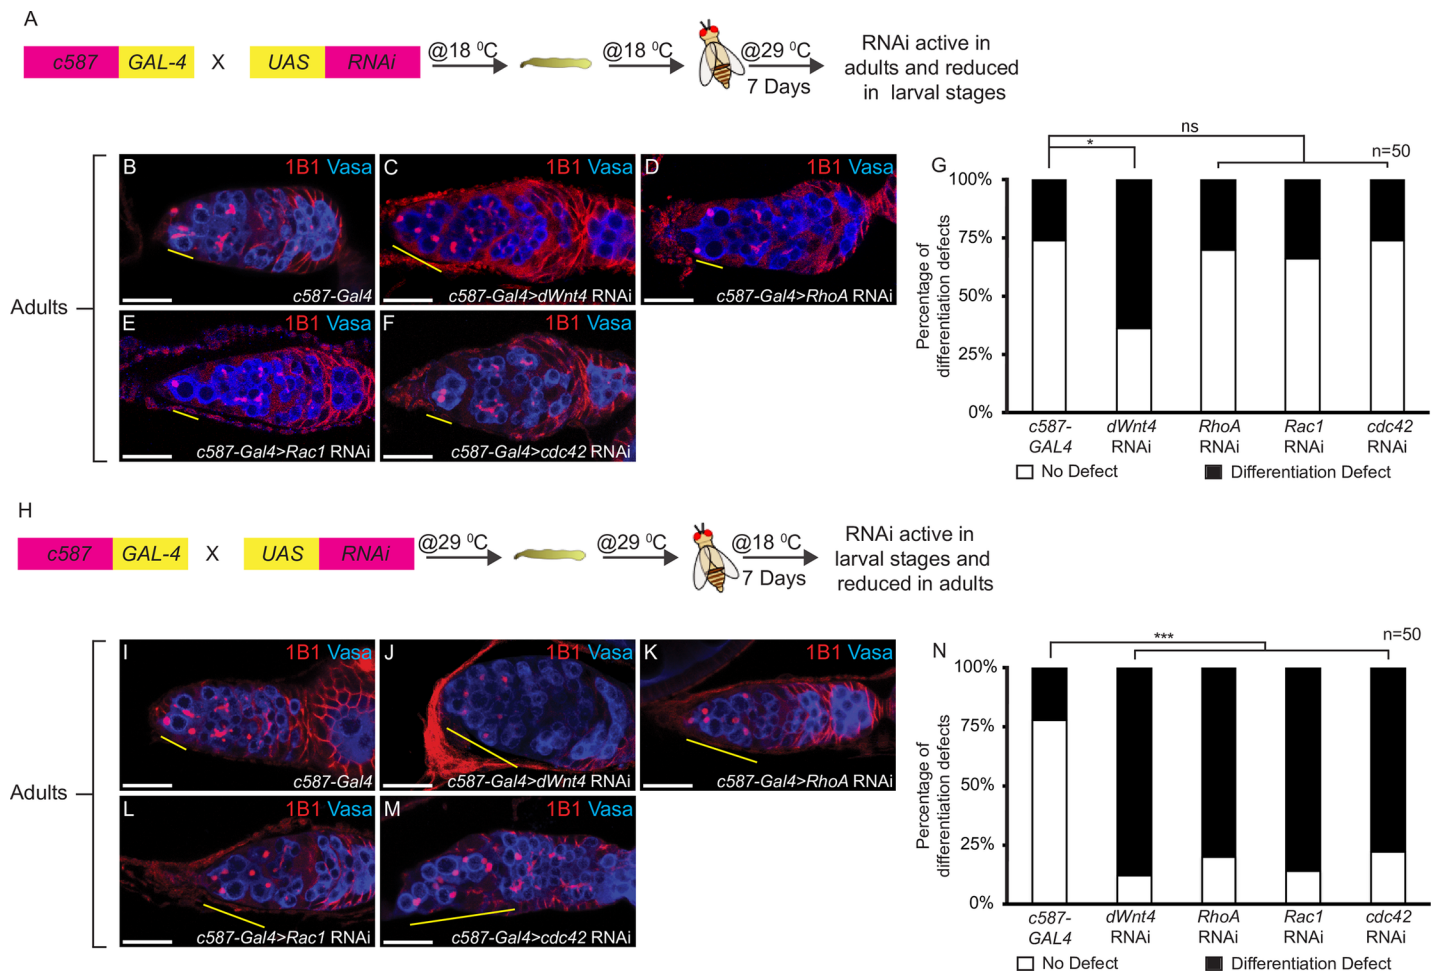 A
c587 GAL-4 X UAS RNAi @18 ⁰C @18 ⁰C @29 ⁰C
7 Days
RNAi active in
adults and reduced
in larval stages
Adults
B 1B1 Vasa
c587-Gal4
C 1B1 Vasa
c587-Gal4>dWnt4 RNAi
D 1B1 Vasa
c587-Gal4>RhoA RNAi
E 1B1 Vasa
c587-Gal4>Rac1 RNAi
F 1B1 Vasa
c587-Gal4>cdc42 RNAi
G
ns
*
n=50
Percentage of
differentiation defects
100%
75%
50%
25%
0%
c587-
GAL4
dWnt4
RNAi
RhoA
RNAi
Rac1
RNAi
cdc42
RNAi
No Defect
Differentiation Defect
H
c587 GAL-4 X UAS RNAi @29 ⁰C @29 ⁰C @18 ⁰C
7 Days
RNAi active in
larval stages and
reduced in adults
Adults
I 1B1 Vasa
c587-Gal4
J 1B1 Vasa
c587-Gal4>dWnt4 RNAi
K 1B1 Vasa
c587-Gal4>RhoA RNAi
L 1B1 Vasa
c587-Gal4>Rac1 RNAi
M 1B1 Vasa
c587-Gal4>cdc42 RNAi
N
***
n=50
Percentage of
differentiation defects
100%
75%
50%
25%
0%
c587-
GAL4
dWnt4
RNAi
RhoA
RNAi
Rac1
RNAi
cdc42
RNAi
No Defect
Differentiation Defect